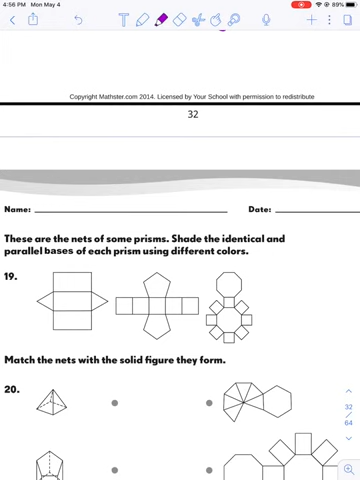 4:56 PM Mon May 4
89%
T
Copyright Mathster.com 2014. Licensed by Your School with permission to redistribute
32
Name: Date:
These are the nets of some prisms. Shade the identical and
parallel bases of each prism using different colors.
19.
Match the nets with the solid figure they form.
20.
32
/
64